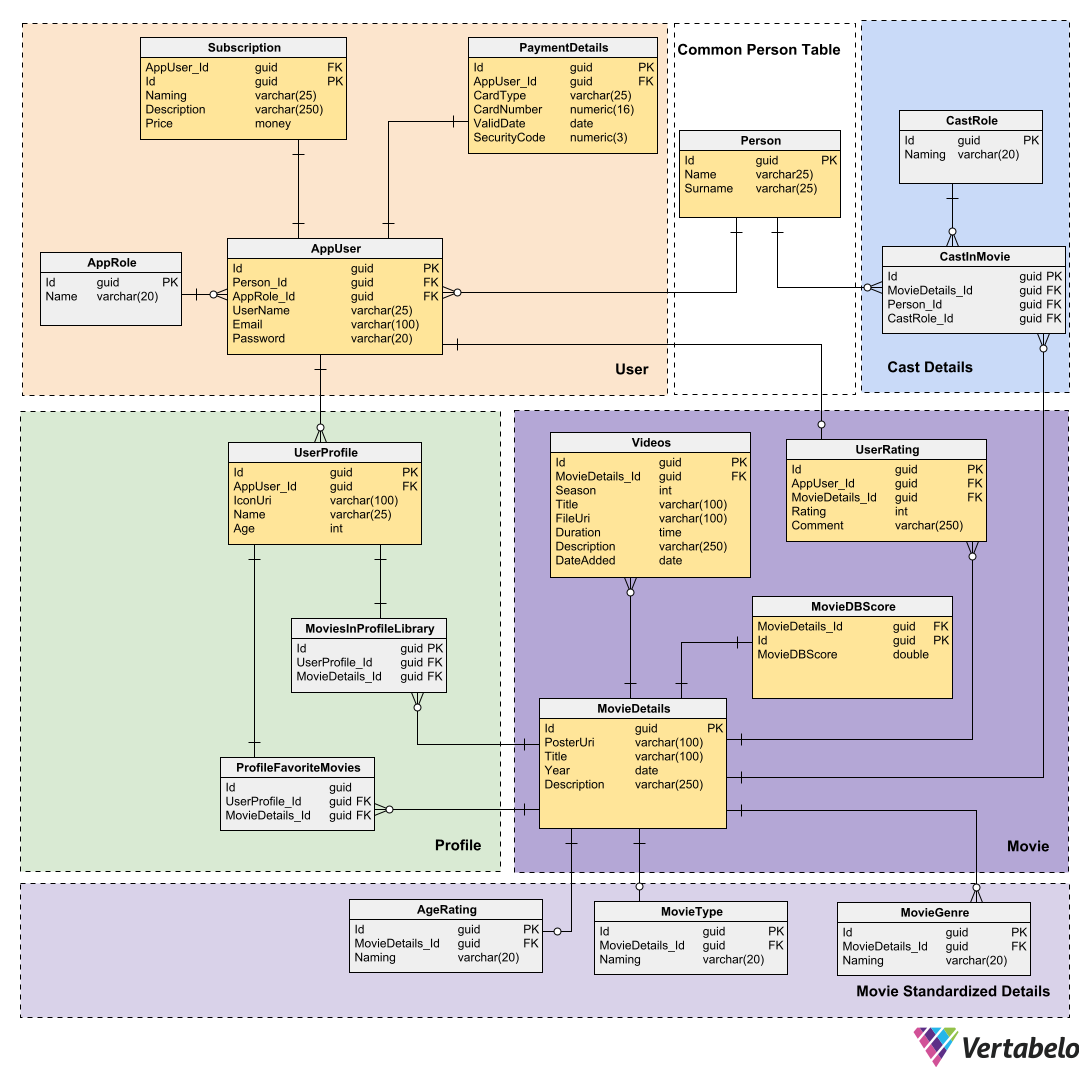 Subscription
AppUser_Id guid FK
Id guid PK
Naming varchar(25)
Description varchar(250)
Price money
PaymentDetails
Id guid PK
AppUser_Id guid FK
CardType varchar(25)
CardNumber numeric(16)
ValidDate date
SecurityCode numeric(3)
AppRole
Id guid PK
Name varchar(20)
AppUser
Id guid PK
Person_Id guid FK
AppRole_Id guid FK
UserName varchar(25)
Email varchar(100)
Password varchar(20)
User
Common Person Table
Person
Id guid PK
Name varchar25)
Surname varchar(25)
CastRole
Id guid PK
Naming varchar(20)
CastInMovie
Id guid PK
MovieDetails_Id guid FK
Person_Id guid FK
CastRole_Id guid FK
Cast Details
UserProfile
Id guid PK
AppUser_Id guid FK
IconUri varchar(100)
Name varchar(25)
Age int
MoviesInProfileLibrary
Id guid PK
UserProfile_Id guid FK
MovieDetails_Id guid FK
ProfileFavoriteMovies
Id guid
UserProfile_Id guid FK
MovieDetails_Id guid FK
Profile
Videos
Id guid PK
MovieDetails_Id guid FK
Season int
Title varchar(100)
FileUri varchar(100)
Duration time
Description varchar(250)
DateAdded date
UserRating
Id guid PK
AppUser_Id guid FK
MovieDetails_Id guid FK
Rating int
Comment varchar(250)
MovieDBScore
MovieDetails_Id guid FK
Id guid PK
MovieDBScore double
MovieDetails
Id guid PK
PosterUri varchar(100)
Title varchar(100)
Year date
Description varchar(250)
Movie
AgeRating
Id guid PK
MovieDetails_Id guid FK
Naming varchar(20)
MovieType
Id guid PK
MovieDetails_Id guid FK
Naming varchar(20)
MovieGenre
Id guid PK
MovieDetails_Id guid FK
Naming varchar(20)
Movie Standardized Details
Vertabelo